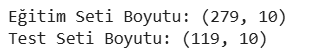 Eğitim Seti Boyutu: (279, 10)
Test Seti Boyutu: (119, 10)